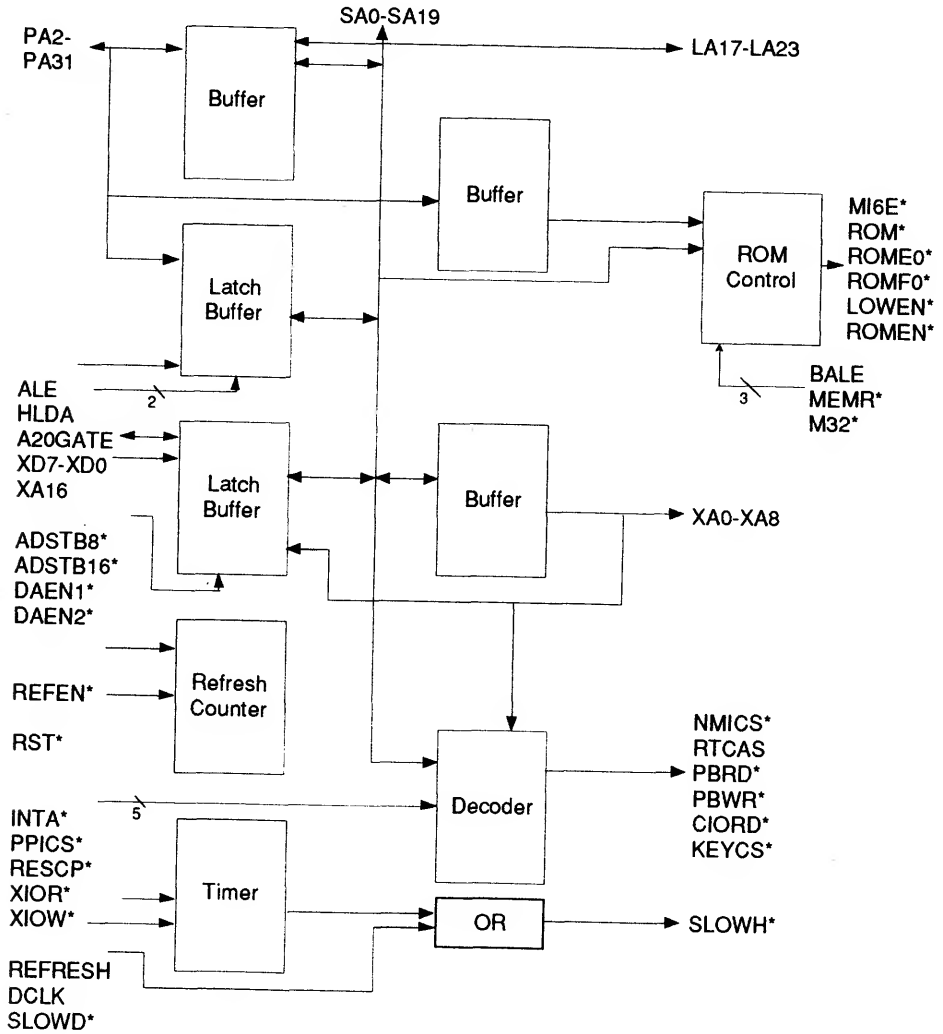 SA0-SA19
PA2-
PA31
LA17-LA23
Buffer
Buffer
MI6E*
ROM*
ROME0*
ROMF0*
LOWEN*
ROMEN*
ROM
Control
Latch
Buffer
BALE
MEMR*
M32*
3
2
ALE
HLDA
A20GATE
XD7-XD0
XA16
Latch
Buffer
Buffer
XA0-XA8
ADSTB8*
ADSTB16*
DAEN1*
DAEN2*
Refresh
Counter
REFEN*
RST*
NMICS*
RTCAS
PBRD*
PBWR*
CIORD*
KEYCS*
Decoder
5
INTA*
PPICS*
RESCP*
XIOR*
XIOW*
Timer
OR
SLOWH*
REFRESH
DCLK
SLOWD*